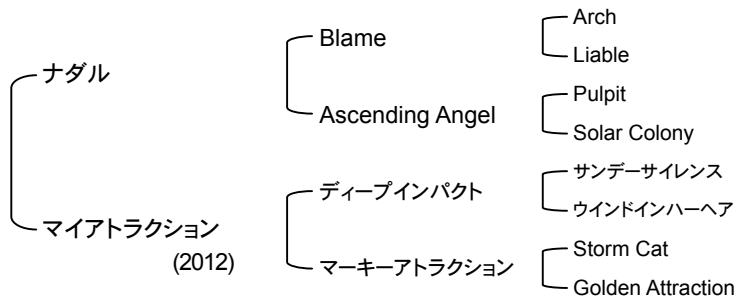 Arch
Blame
Liable
ナダル
Pulpit
Ascending Angel
Solar Colony
サンデーサイレンス
ディープインパクト
ウインドインハーヘア
マイアトラクション
(2012)
Storm Cat
マーキーアトラクション
Golden Attraction